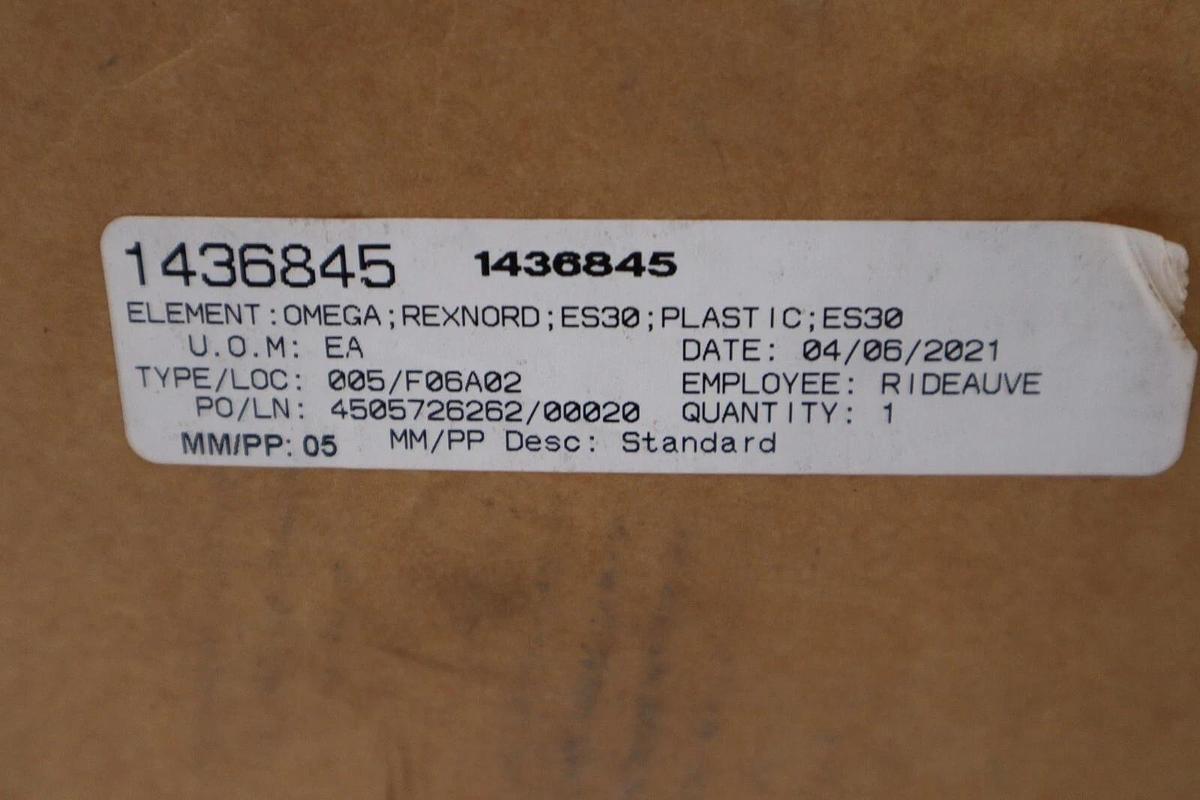 1436845 1436845
ELEMENT:OMEGA;REXNORD;ES30;PLASTIC;ES30
U.O.M: EA DATE: 04/06/2021
TYPE/LOC: 005/F06A02 EMPLOYEE: RIDEAUVE
PO/LN: 4505726262/00020 QUANTITY: 1
MM/PP: 05 MM/PP Desc: Standard